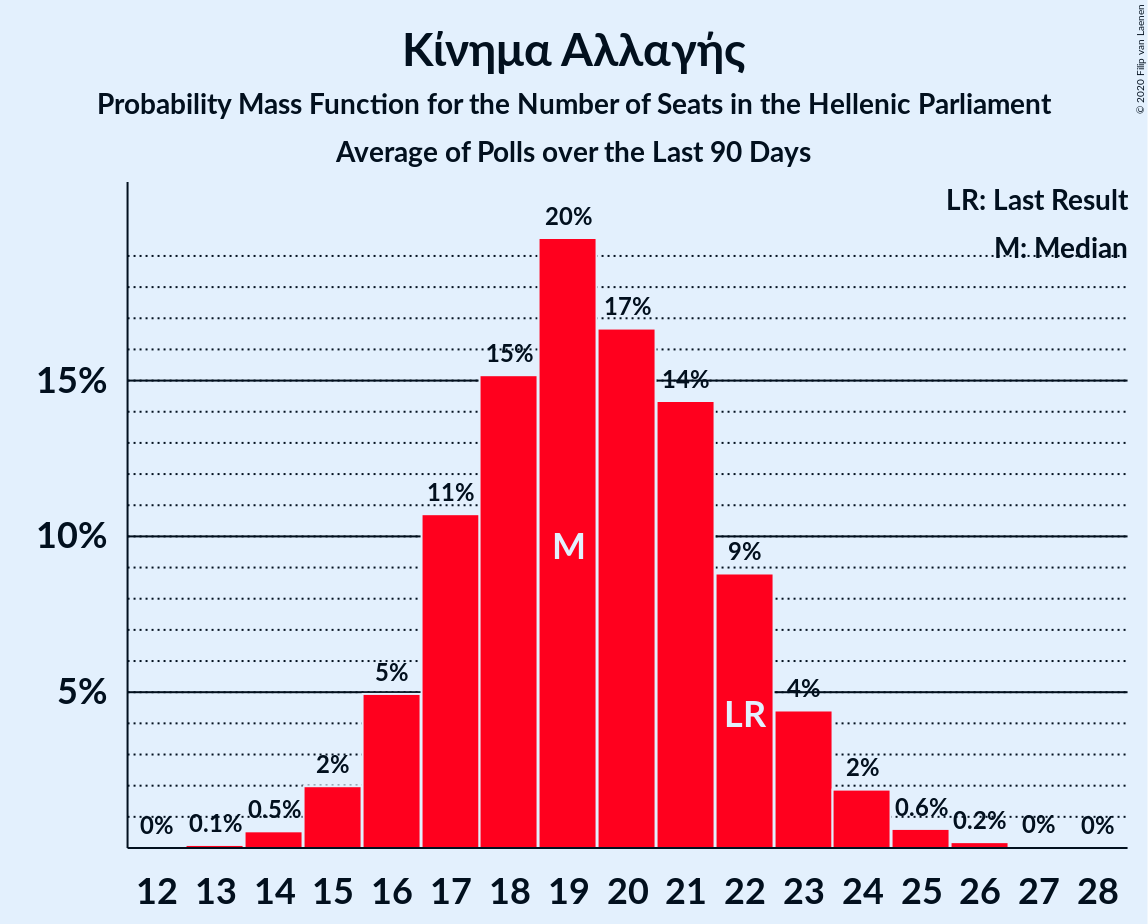 Κίνημα Αλλαγής
Probability Mass Function for the Number of Seats in the Hellenic Parliament
Average of Polls over the Last 90 Days
© 2020 Filip van Laenen
LR: Last Result
M: Median
15%
10%
5%
0%
0.1%
0.5%
2%
5%
11%
15%
20%
17%
14%
9%
4%
2%
0.6%
0.2%
0%
0%
M
LR
12 13 14 15 16 17 18 19 20 21 22 23 24 25 26 27 28